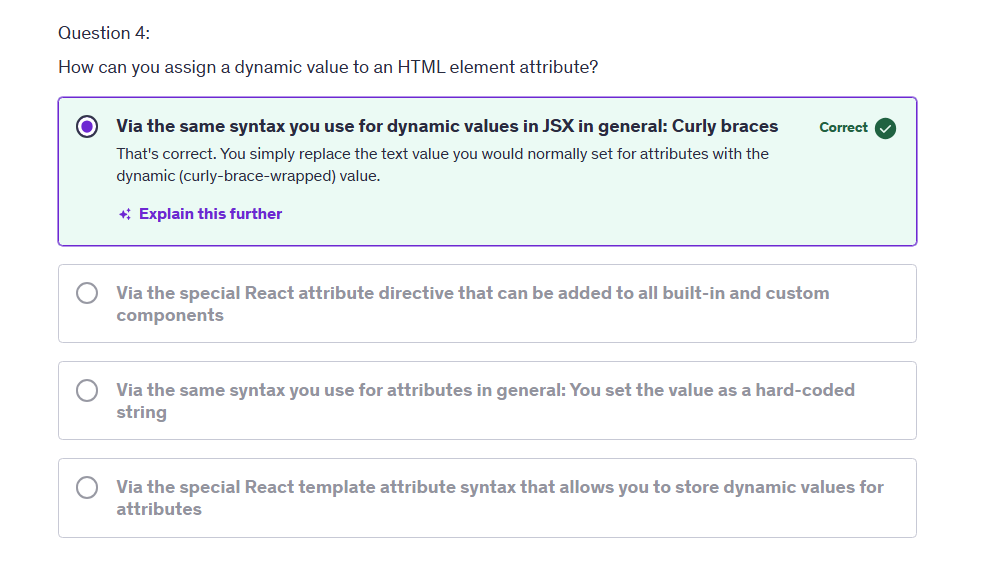 Question 4:
How can you assign a dynamic value to an HTML element attribute?
Via the same syntax you use for dynamic values in JSX in general: Curly braces
Correct
That's correct. You simply replace the text value you would normally set for attributes with the
dynamic (curly-brace-wrapped) value.
Explain this further
Via the special React attribute directive that can be added to all built-in and custom
components
Via the same syntax you use for attributes in general: You set the value as a hard-coded
string
Via the special React template attribute syntax that allows you to store dynamic values for
attributes